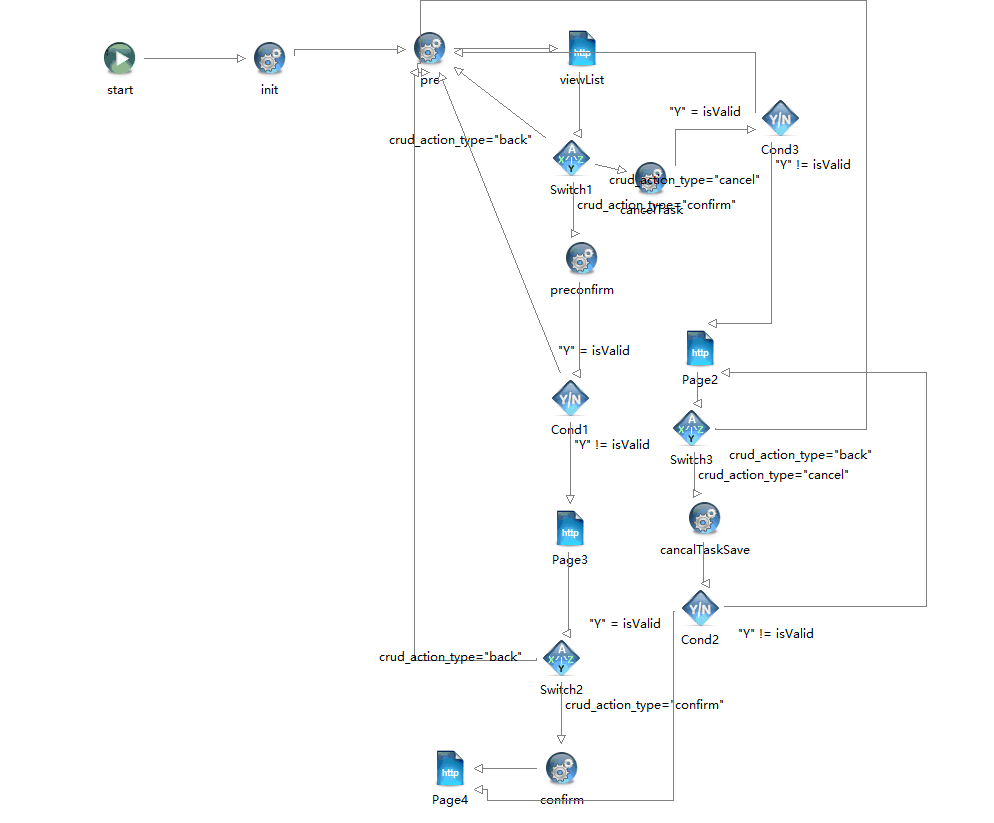 http
pre
viewList
start
init
"Y" = isValid
Y/N
crud_action_type="back"
Cond3
A
X Z
Y
"Y" != isValid
crud_action_type="cancel"
Switch1
crud_action_type="confirm"
cancelTask
preconfirm
"Y" = isValid
http
Page2
Y/N
A
X Z
Y
Cond1
"Y" != isValid
crud_action_type="back"
Switch3
crud_action_type="cancel"
http
cancalTaskSave
Page3
Y/N
"Y" = isValid
"Y" != isValid
Cond2
A
X Z
Y
crud_action_type="back"
Switch2
crud_action_type="confirm"
http
Page4
confirm